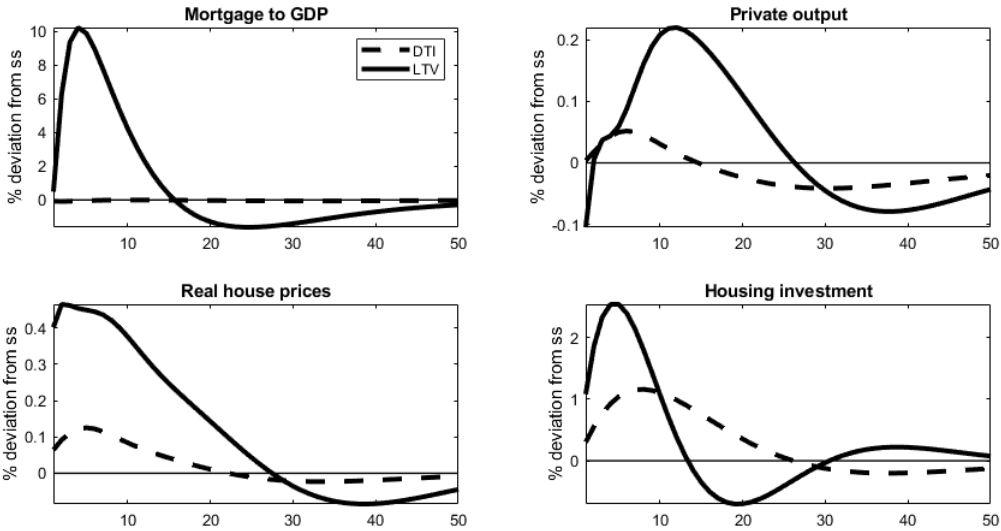 Mortgage to GDP
% deviation from ss
10
8
6
4
2
0
DTI
LTV
10 20 30 40 50
Private output
% deviation from ss
0.2
0.1
0
-0.1
10 20 30 40 50
Real house prices
% deviation from ss
0.4
0.3
0.2
0.1
0
10 20 30 40 50
Housing investment
% deviation from ss
2
1
0
10 20 30 40 50